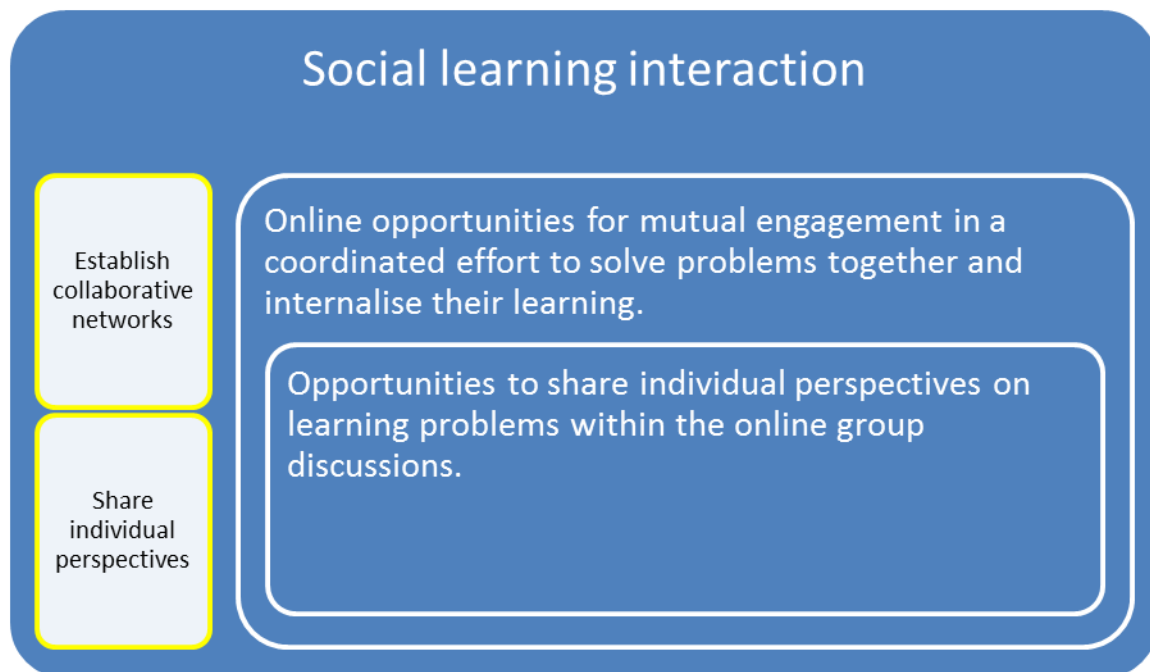 Social learning interaction
Establish
collaborative
networks
Online opportunities for mutual engagement in a
coordinated effort to solve problems together and
internalise their learning.
Share
individual
perspectives
Opportunities to share individual perspectives on
learning problems within the online group
discussions.